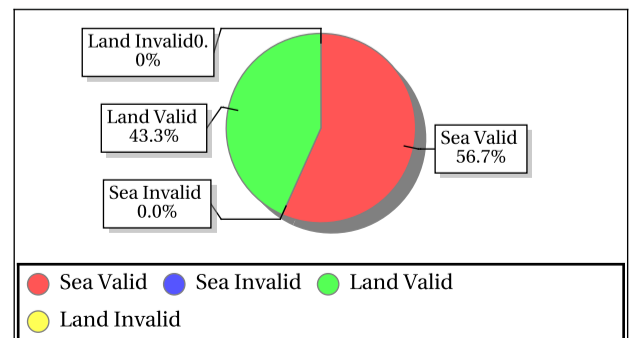 Land Invalid0.
0%
Land Valid
43.3%
Sea Valid
56.7%
Sea Invalid
0.0%
Sea Valid Sea Invalid Land Valid
Land Invalid